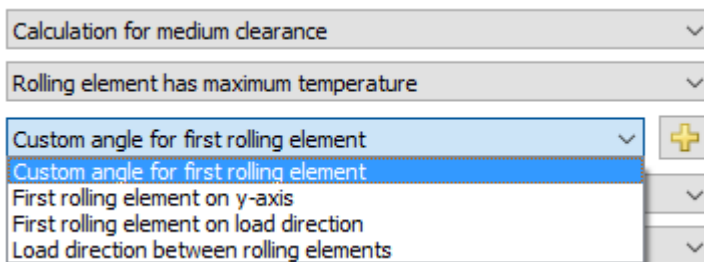 Calculation for medium clearance
Rolling element has maximum temperature
Custom angle for first rolling element
Custom angle for first rolling element
First rolling element on y-axis
First rolling element on load direction
Load direction between rolling elements